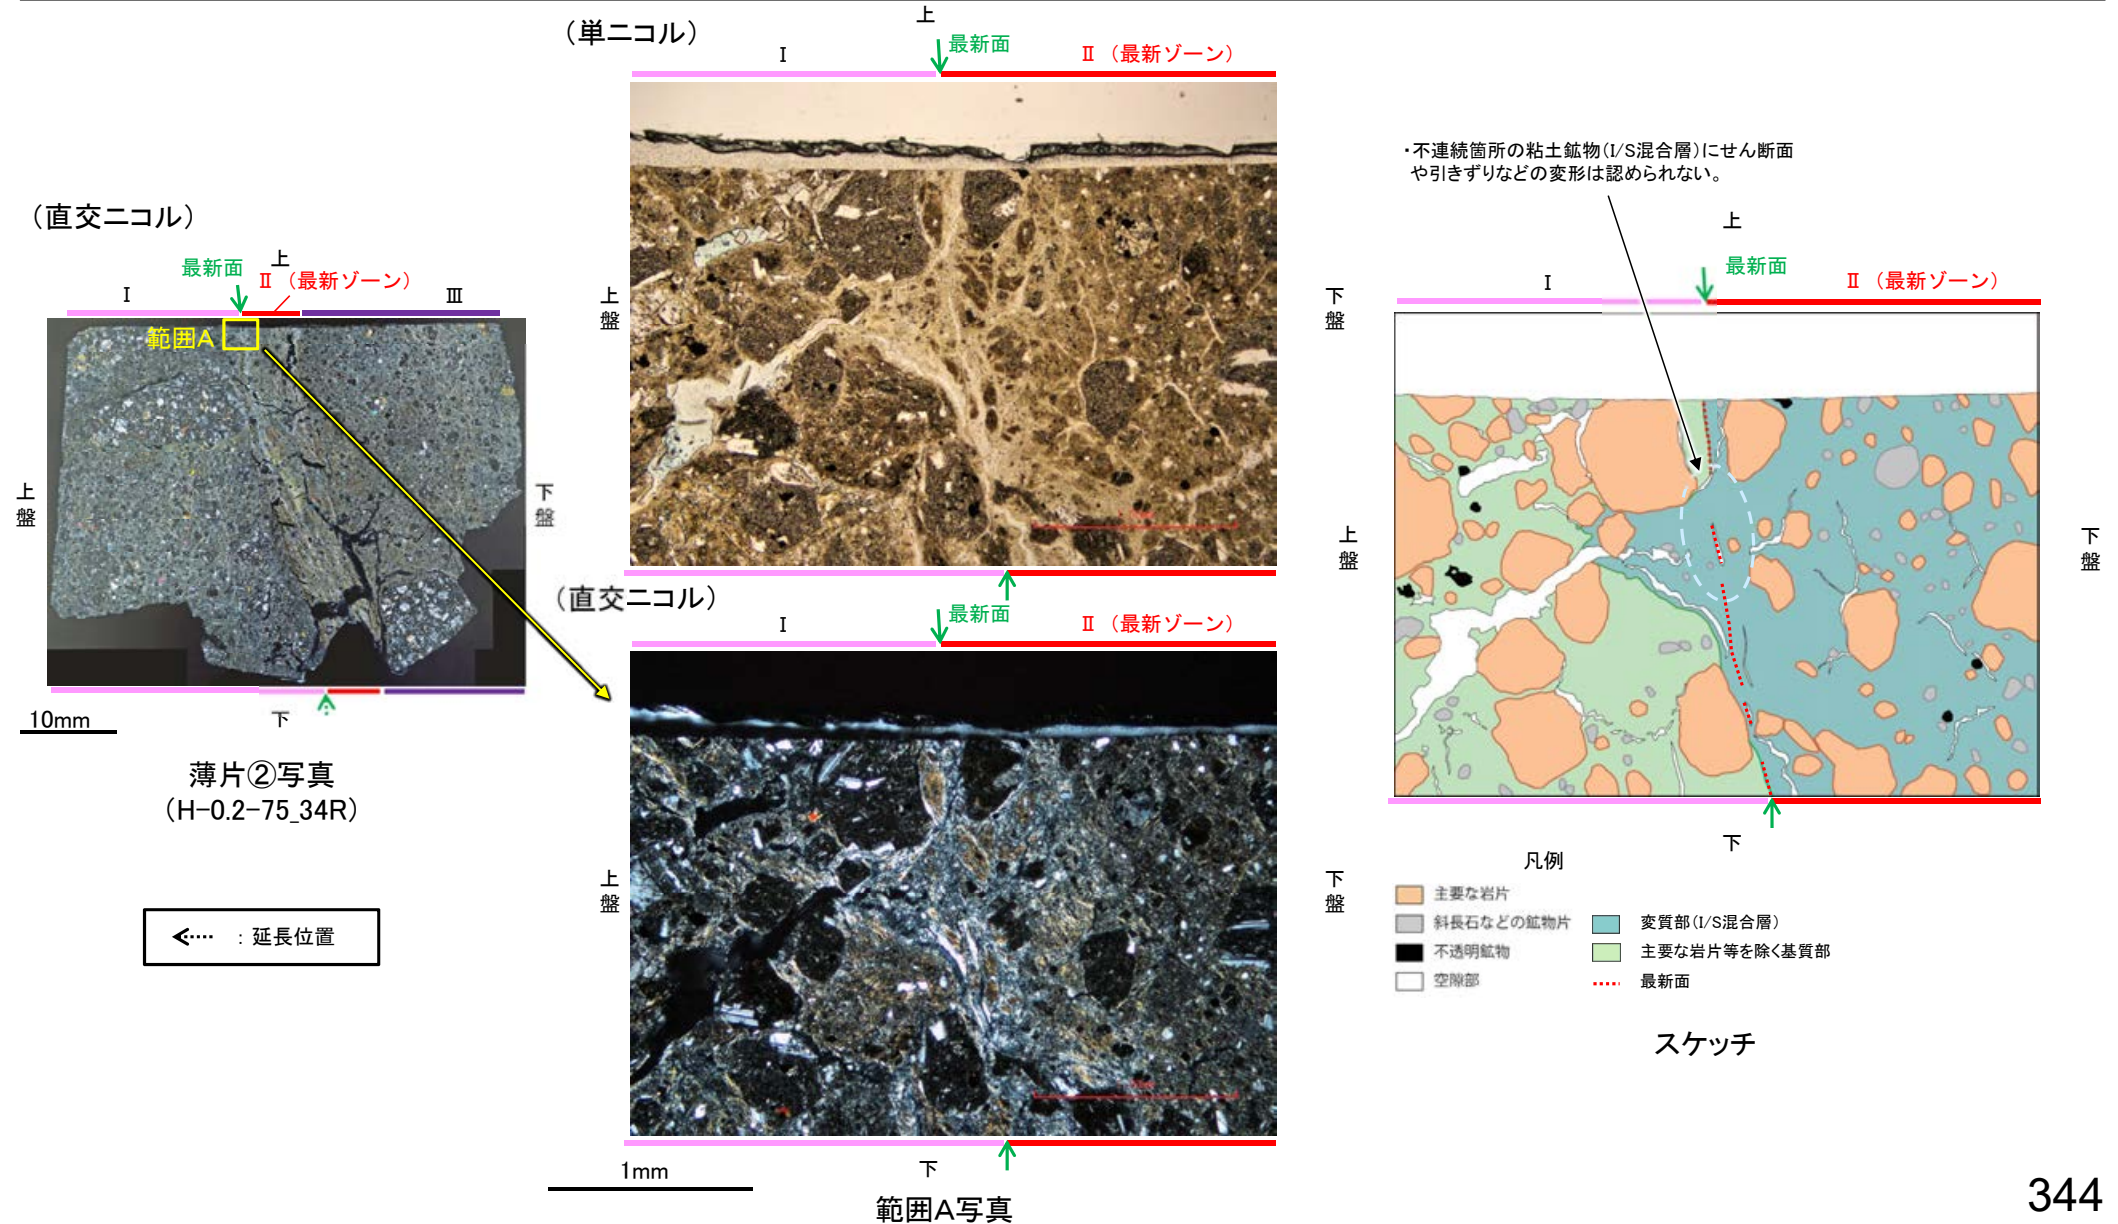 (直交ニコル)
最新面
上
Ⅱ (最新ゾーン)
Ⅰ
Ⅲ
範囲A
上盤
下盤
10mm
下
薄片②写真
(H-0.2-75_34R)
:延長位置
(単ニコル)
上
最新面
Ⅰ
Ⅱ (最新ゾーン)
上盤
下盤
(直交ニコル)
最新面
Ⅰ
Ⅱ (最新ゾーン)
上盤
下盤
1mm
下
範囲A写真
・不連続箇所の粘土鉱物(I/S混合層)にせん断面
や引きずりなどの変形は認められない。
上
最新面
Ⅰ
Ⅱ (最新ゾーン)
上盤
下盤
下
凡例
主要な岩片
斜長石などの鉱物片
不透明鉱物
空隙部
変質部(I/S混合層)
主要な岩片等を除く基質部
最新面
スケッチ
344